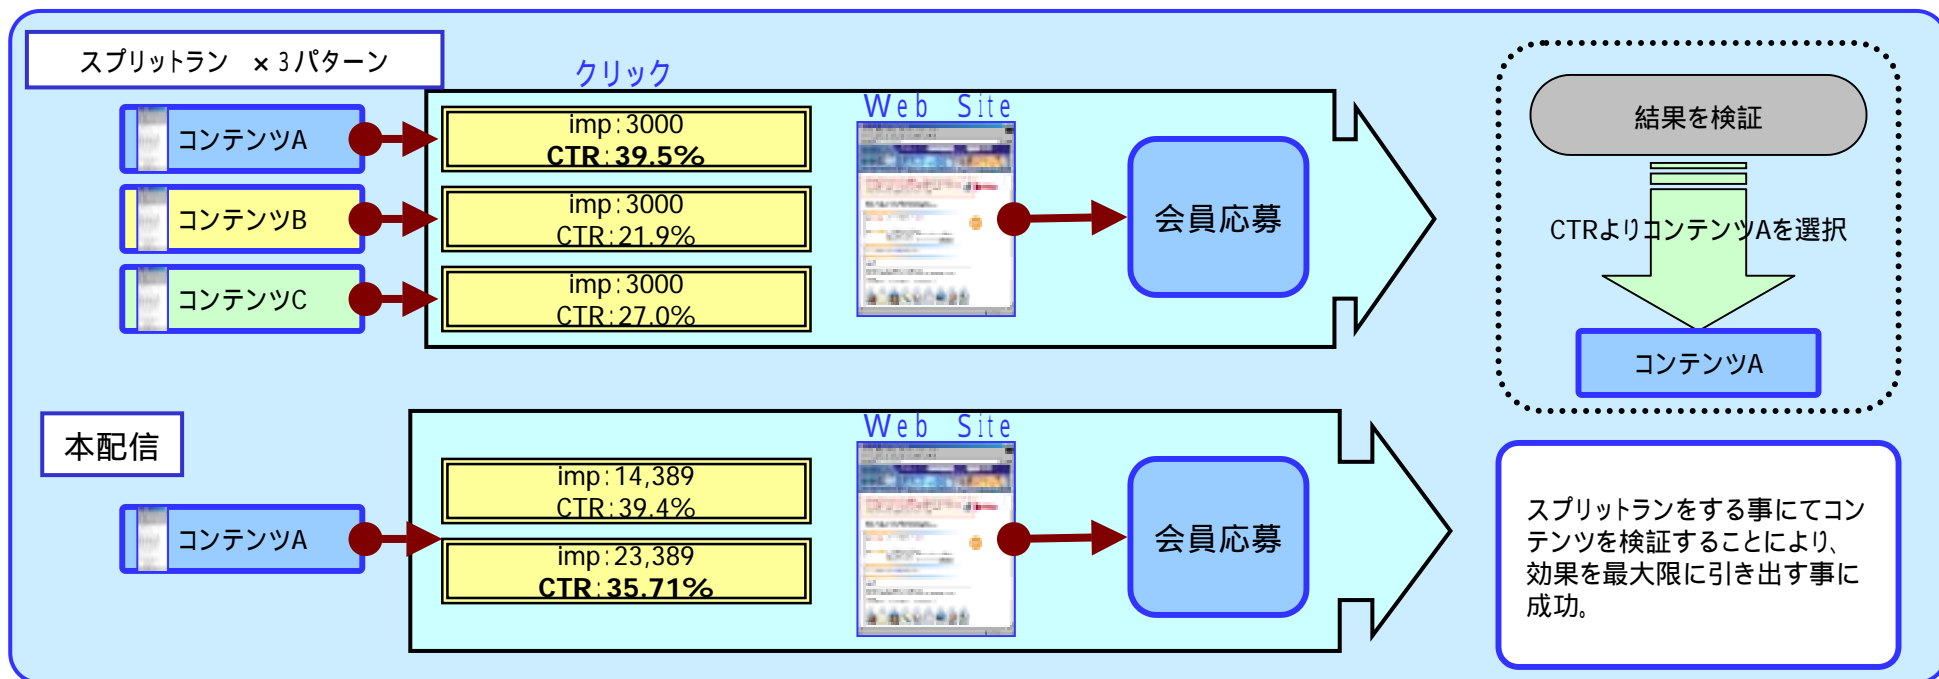 スプリットラン　× 3パターン
クリック
Web Site
コンテンツA
imp:3000
CTR:39.5%
コンテンツB
imp:3000
CTR:21.9%
コンテンツC
imp:3000
CTR:27.0%
会員応募
結果を検証
CTRよりコンテンツAを選択
コンテンツA
本配信
Web Site
コンテンツA
imp:14,389
CTR:39.4%
imp:23,389
CTR:35.71%
会員応募
スプリットランをする事にてコン
テンツを検証することにより、
効果を最大限に引き出す事に
成功。